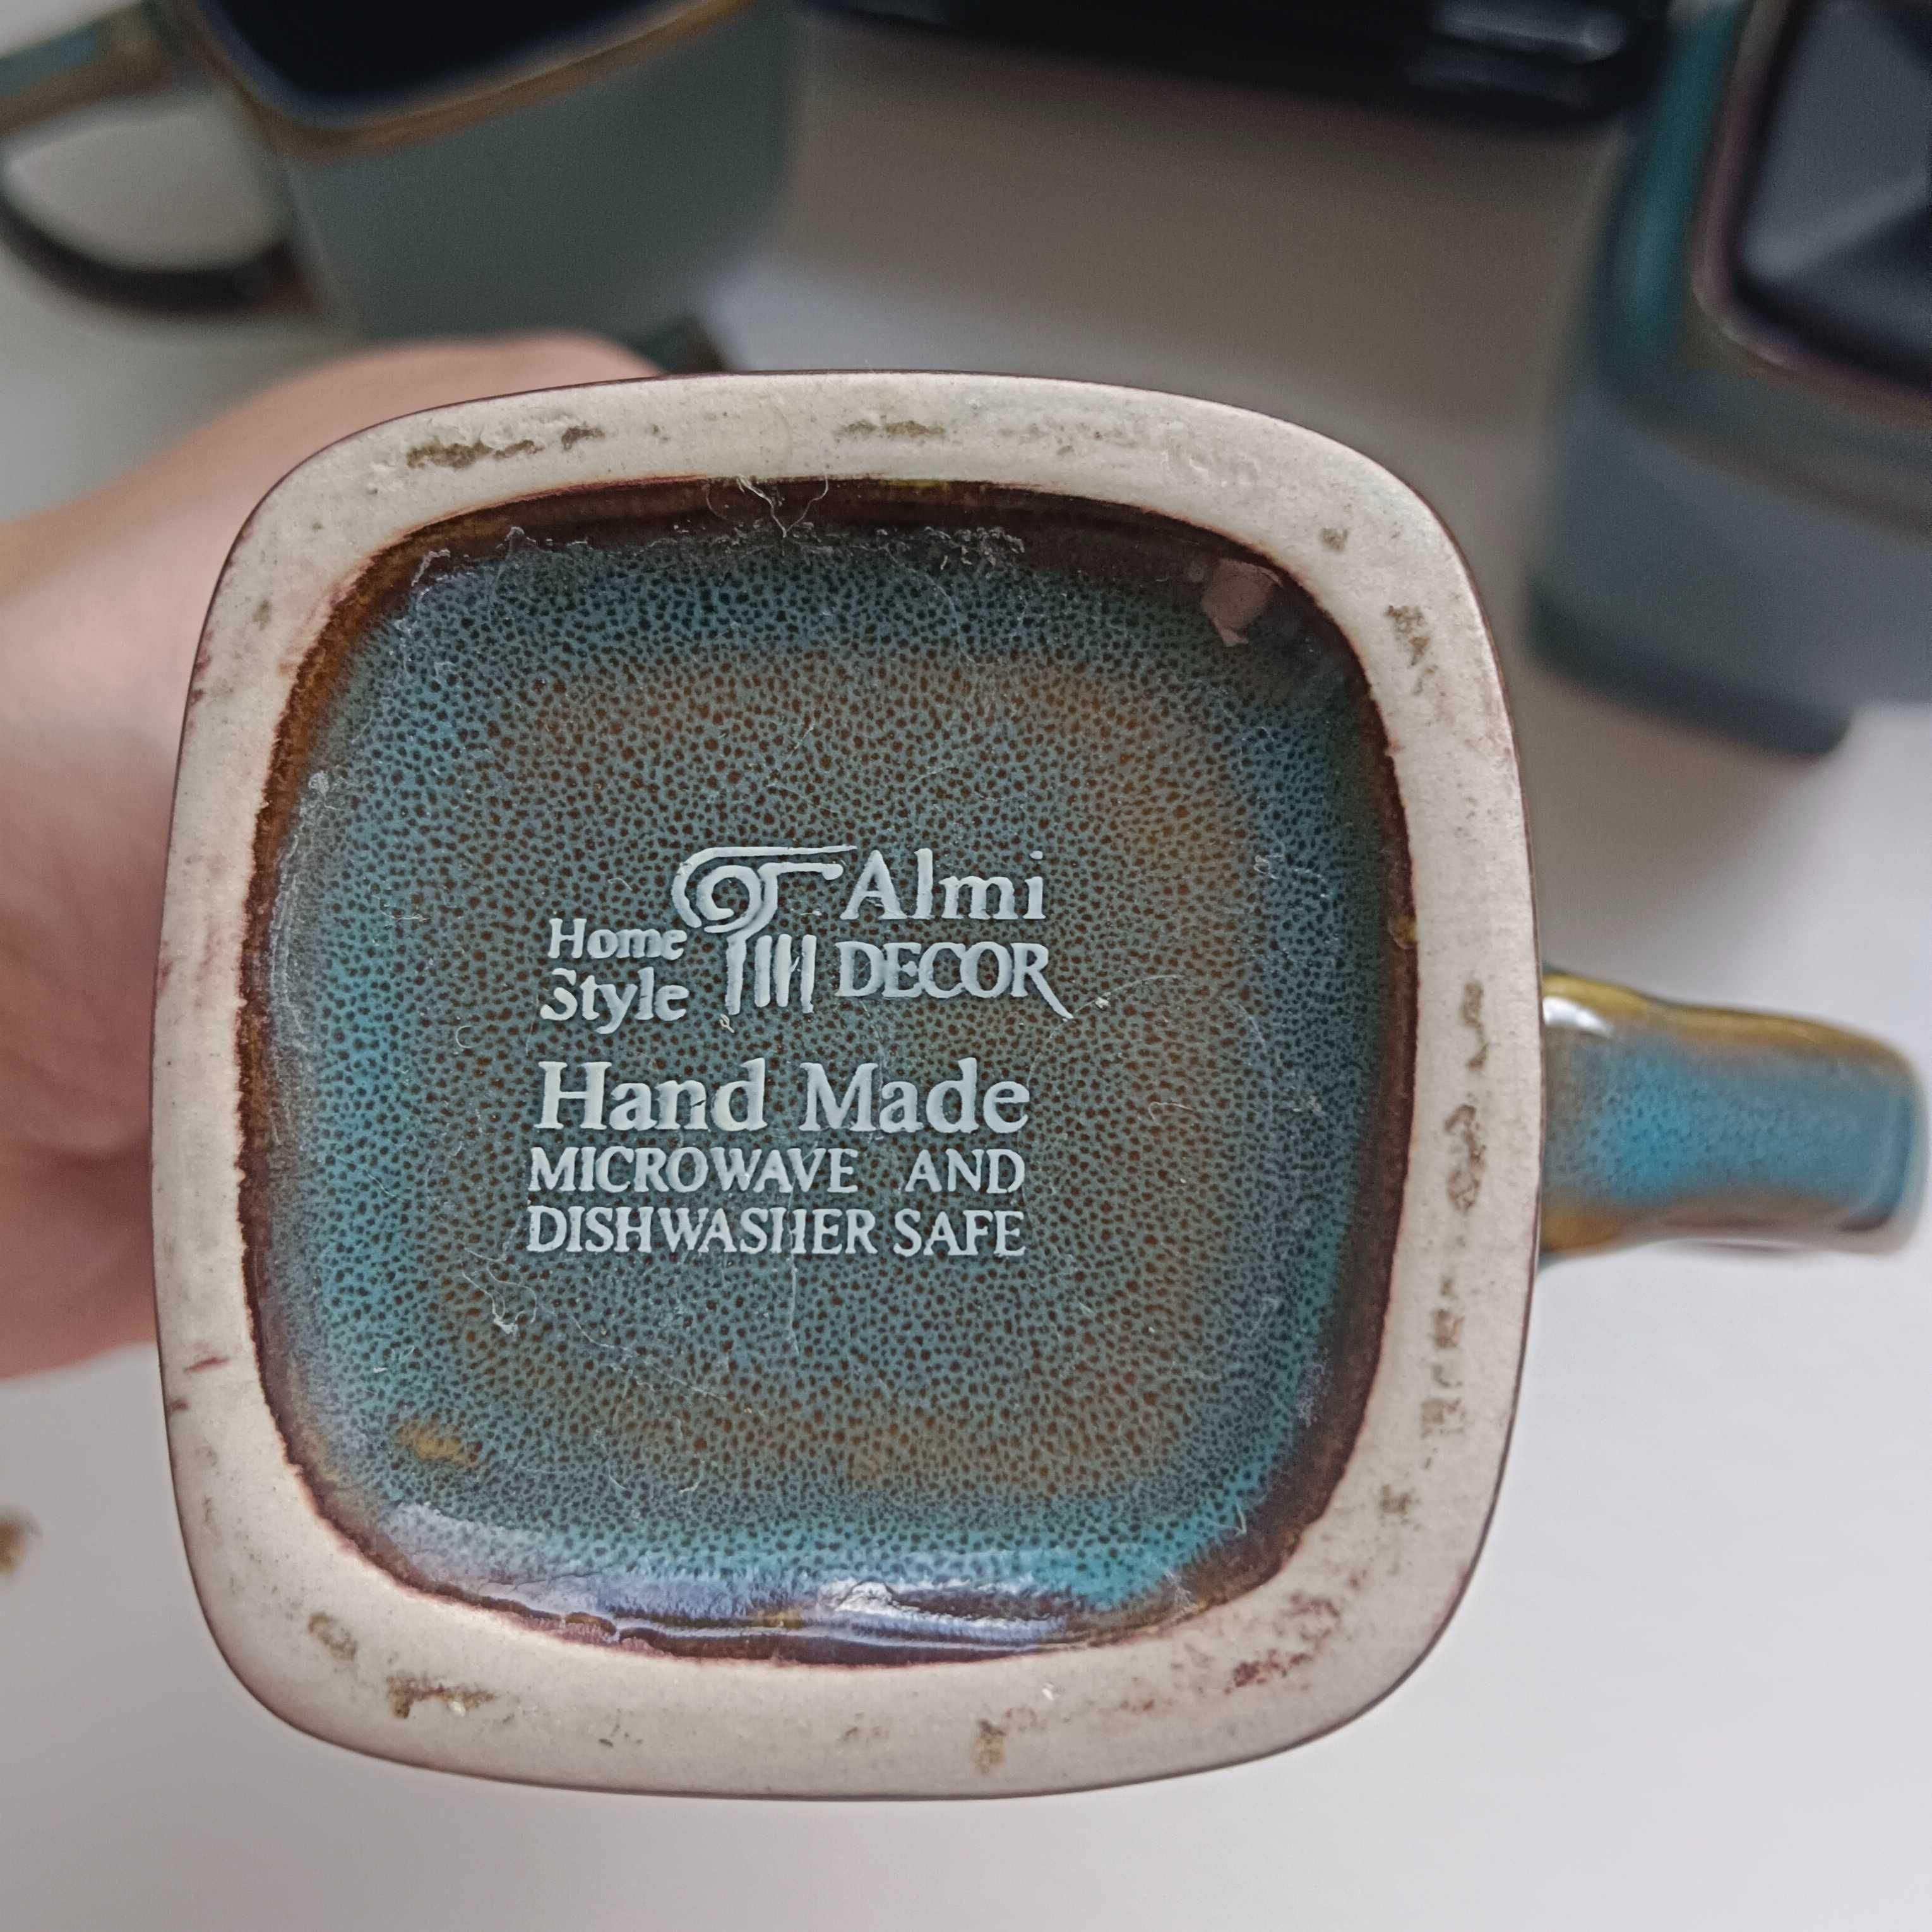 Almi
Home
Style
DECOR
Hand Made
MICROWAVE AND
DISHWASHER SAFE